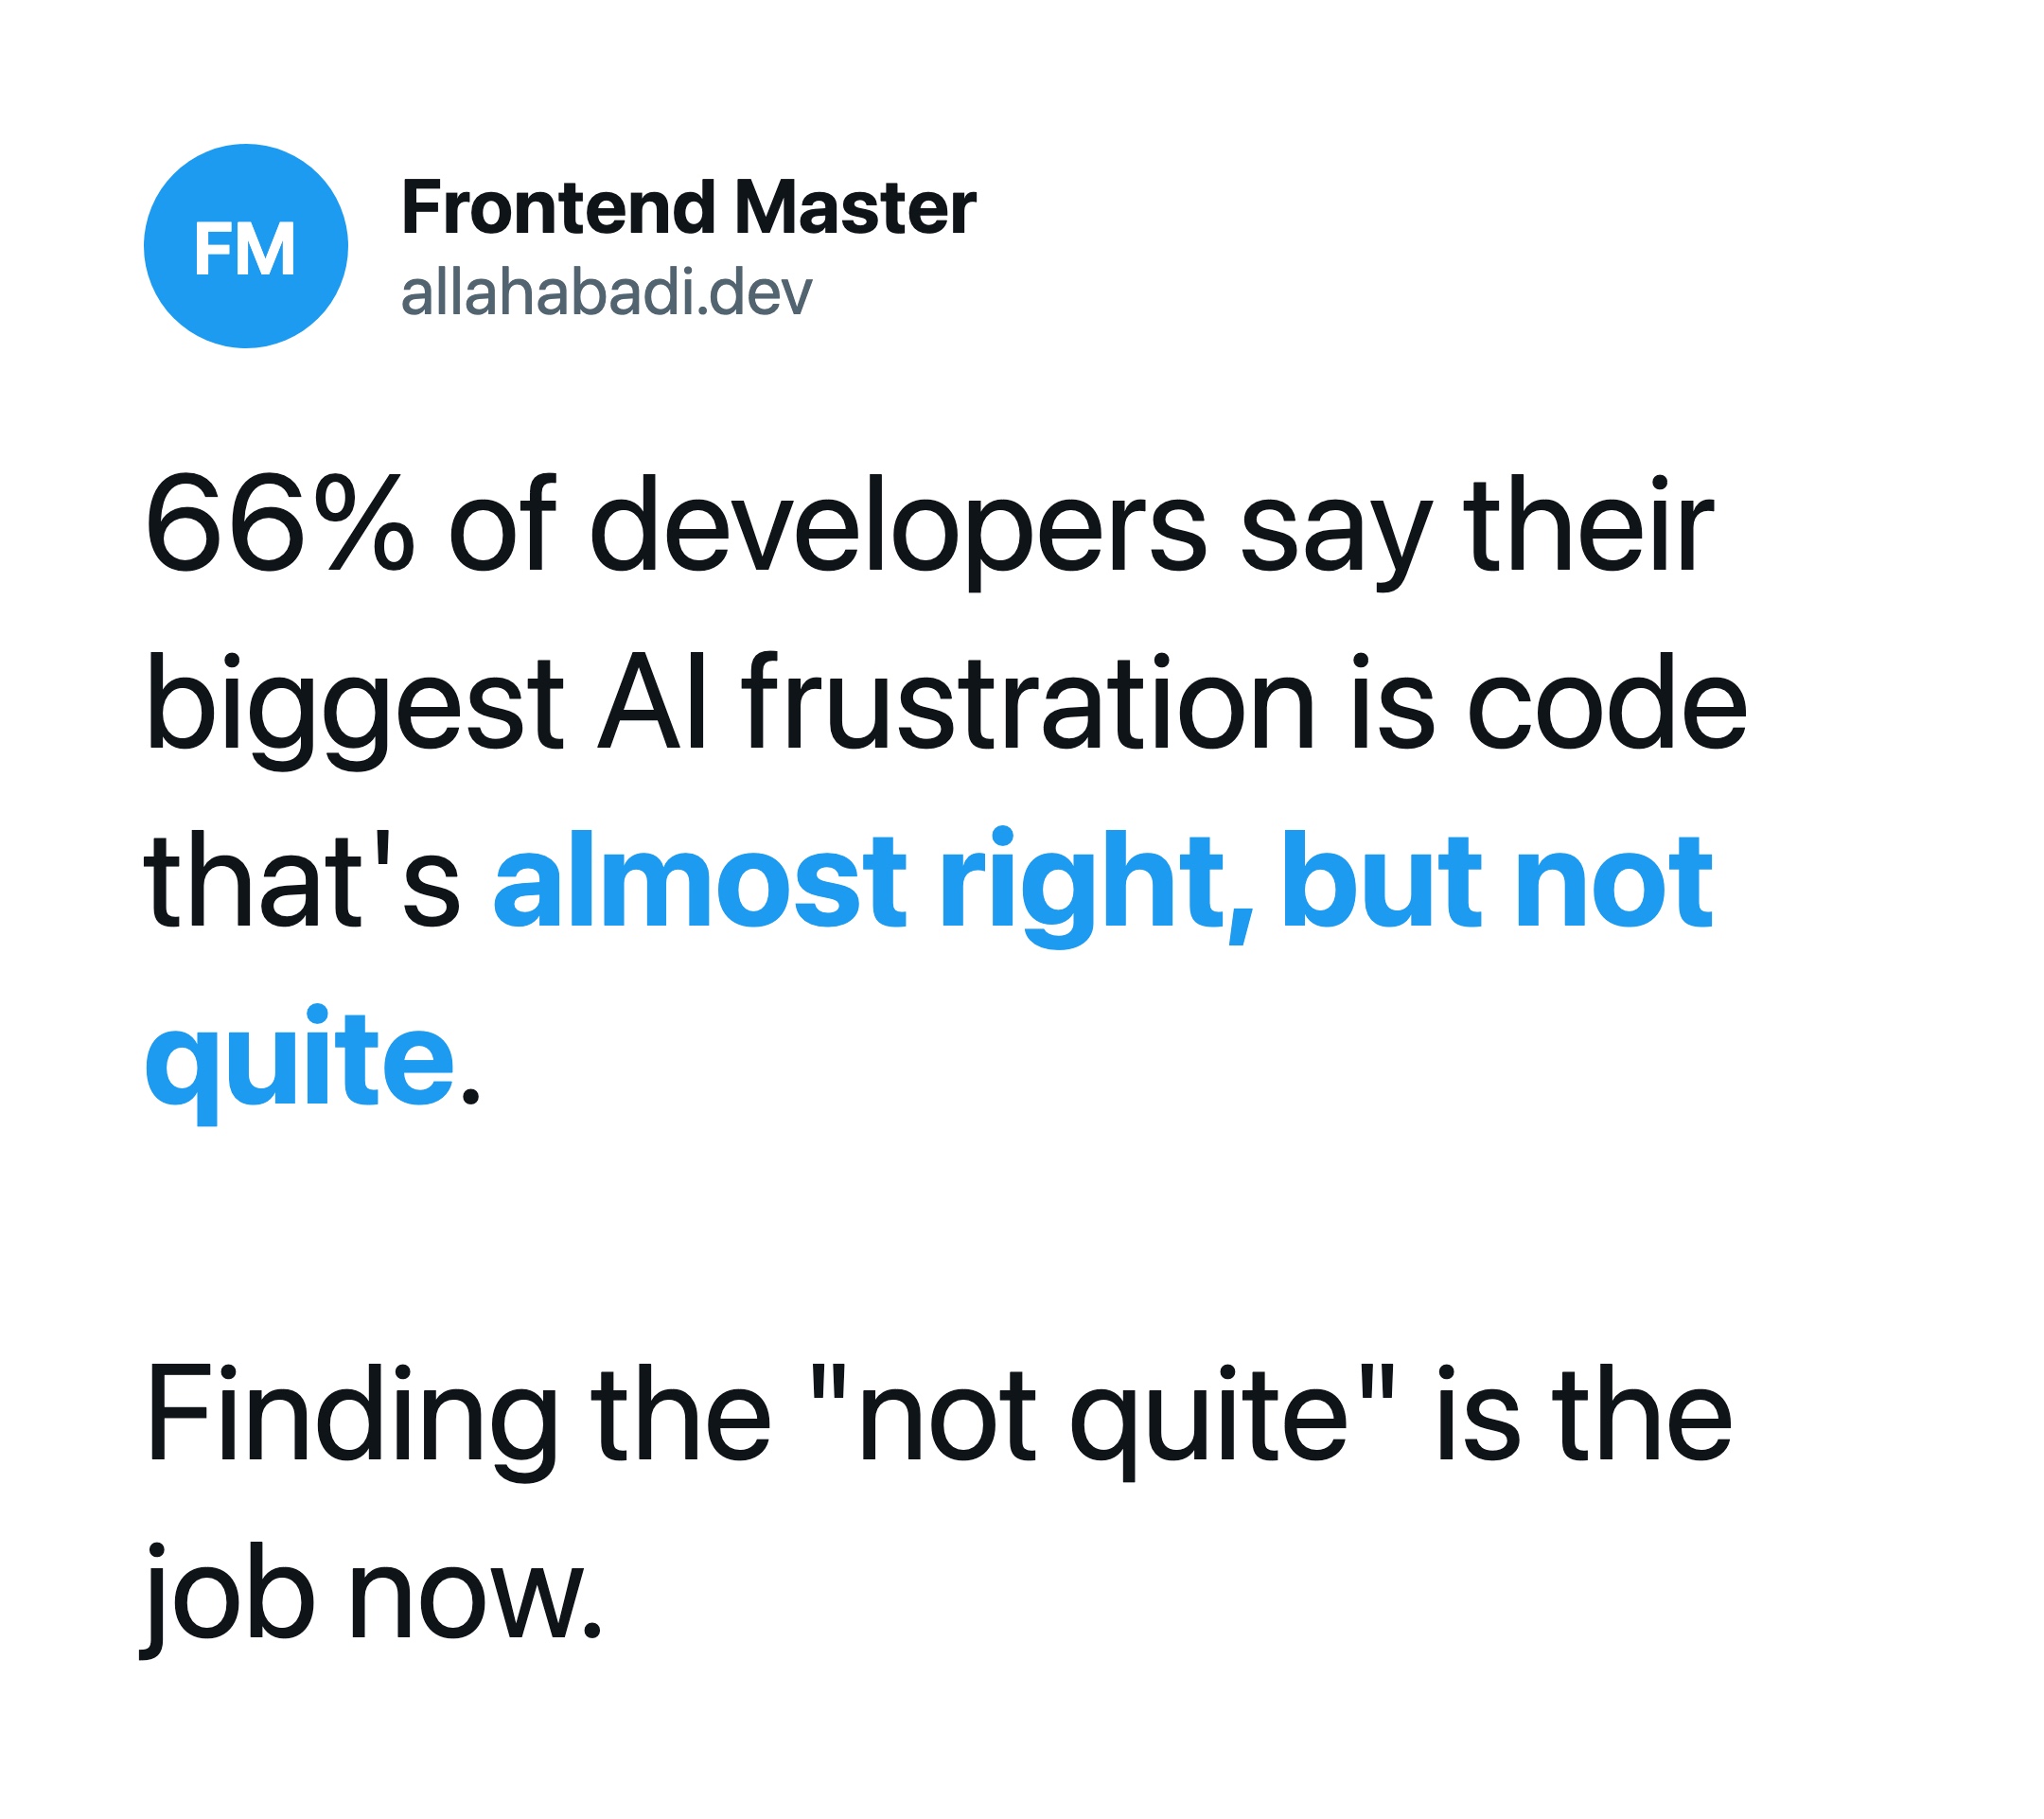 FM
Frontend Master
allahabadi.dev
66% of developers say their
biggest AI frustration is code
that's almost right, but not
quite.
Finding the "not quite" is the
job now.